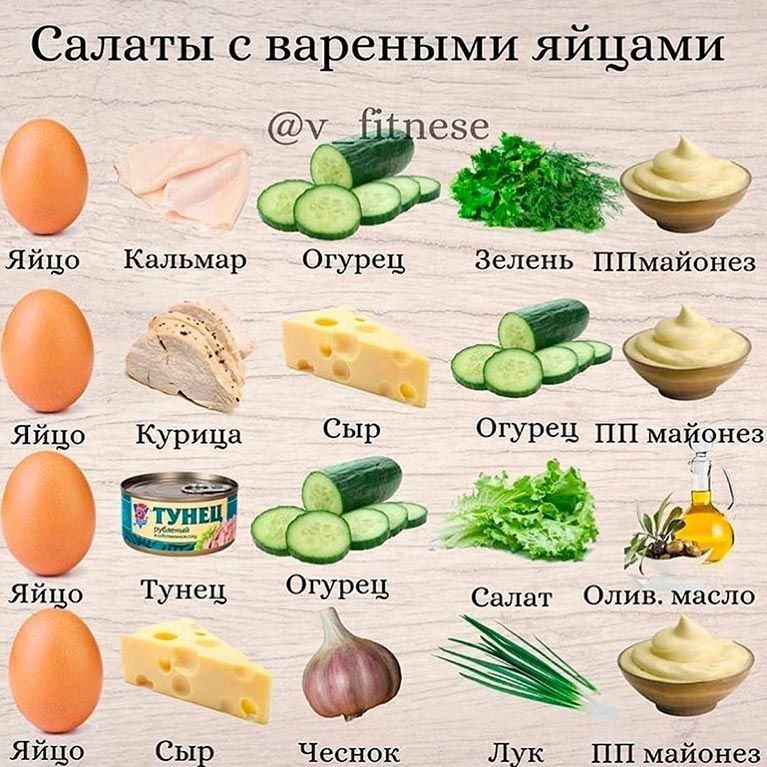 Салаты с вареными яйцами
@v_fitnese
Яйцо Кальмар Огурец Зелень ППмайонез
Яйцо Курица Сыр Огурец ПП майонез
ТУНЕЦ
рубленый
Яйцо Тунец Огурец Салат Олив. масло
Яйцо Сыр Чеснок Лук ПП майонез